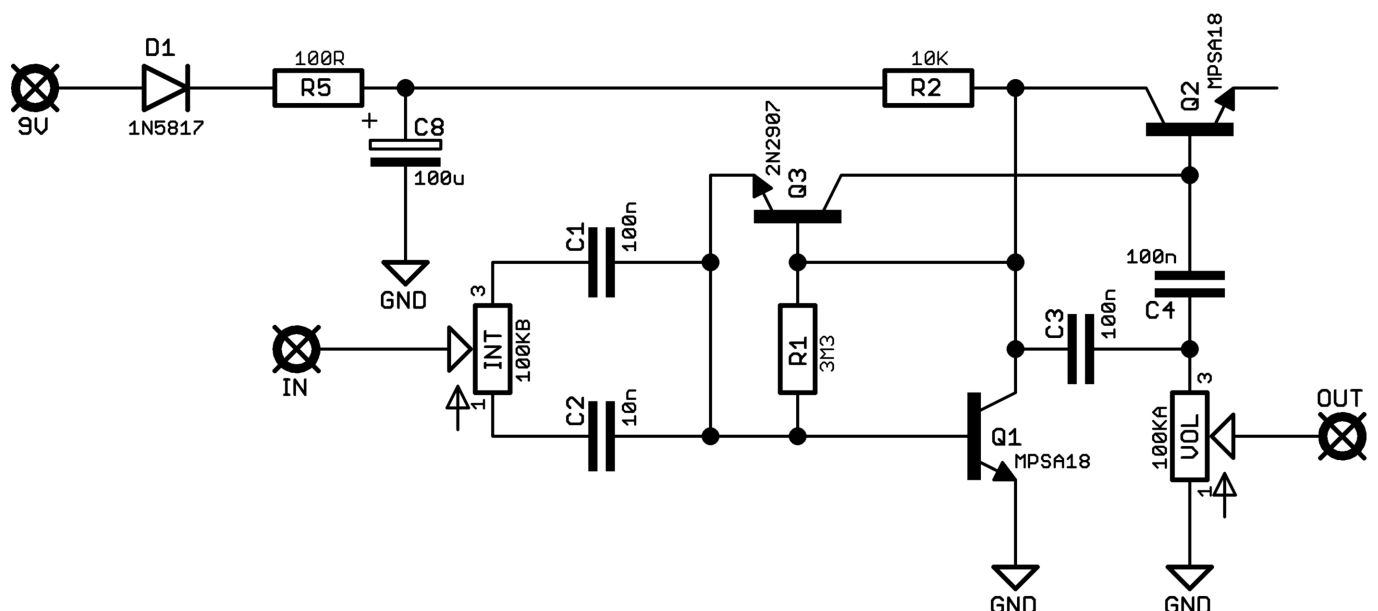 D1
1N5817
9V
100R
R5
+
C8
100u
GND
10K
R2
Q2
MPSA18
2N2907
Q3
C1
100n
3
INT
100KB
1
IN
C2
10n
R1
3M3
C3
100n
100n
C4
Q1
MPSA18
3
VOL
100KA
1
OUT
GND
GND